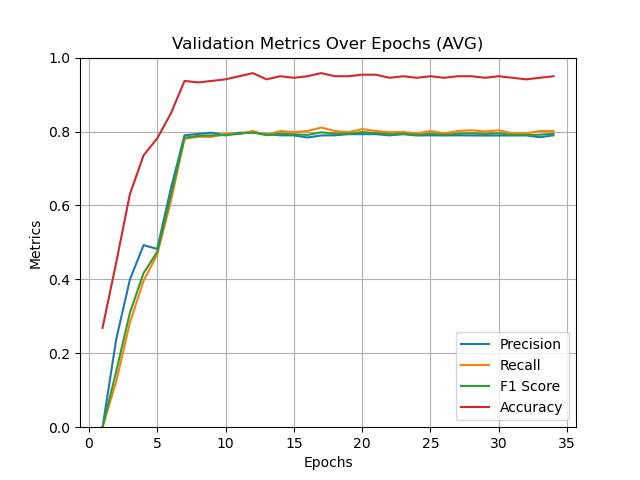 Validation Metrics Over Epochs (AVG)
1.0
0.8
0.6
0.4
0.2
0.0
Metrics
Precision
Recall
F1 Score
Accuracy
0 5 10 15 20 25 30 35
Epochs